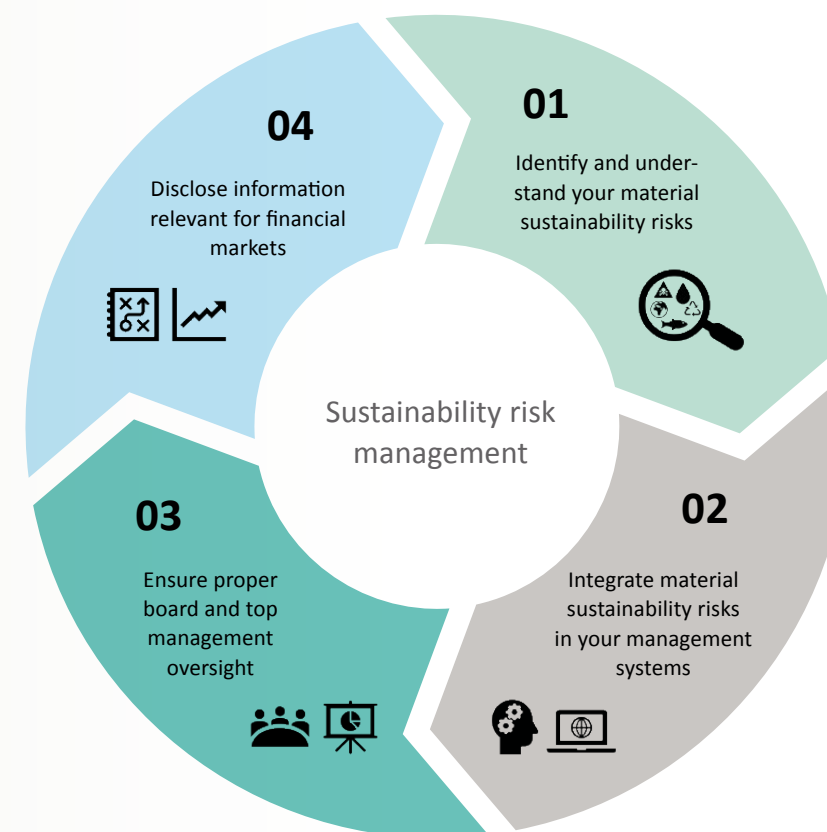 01
Identify and under-
stand your material
sustainability risks
02
Integrate material
sustainability risks
in your management
systems
03
Ensure proper
board and top
management
oversight
04
Disclose information
relevant for financial
markets
Sustainability risk
management